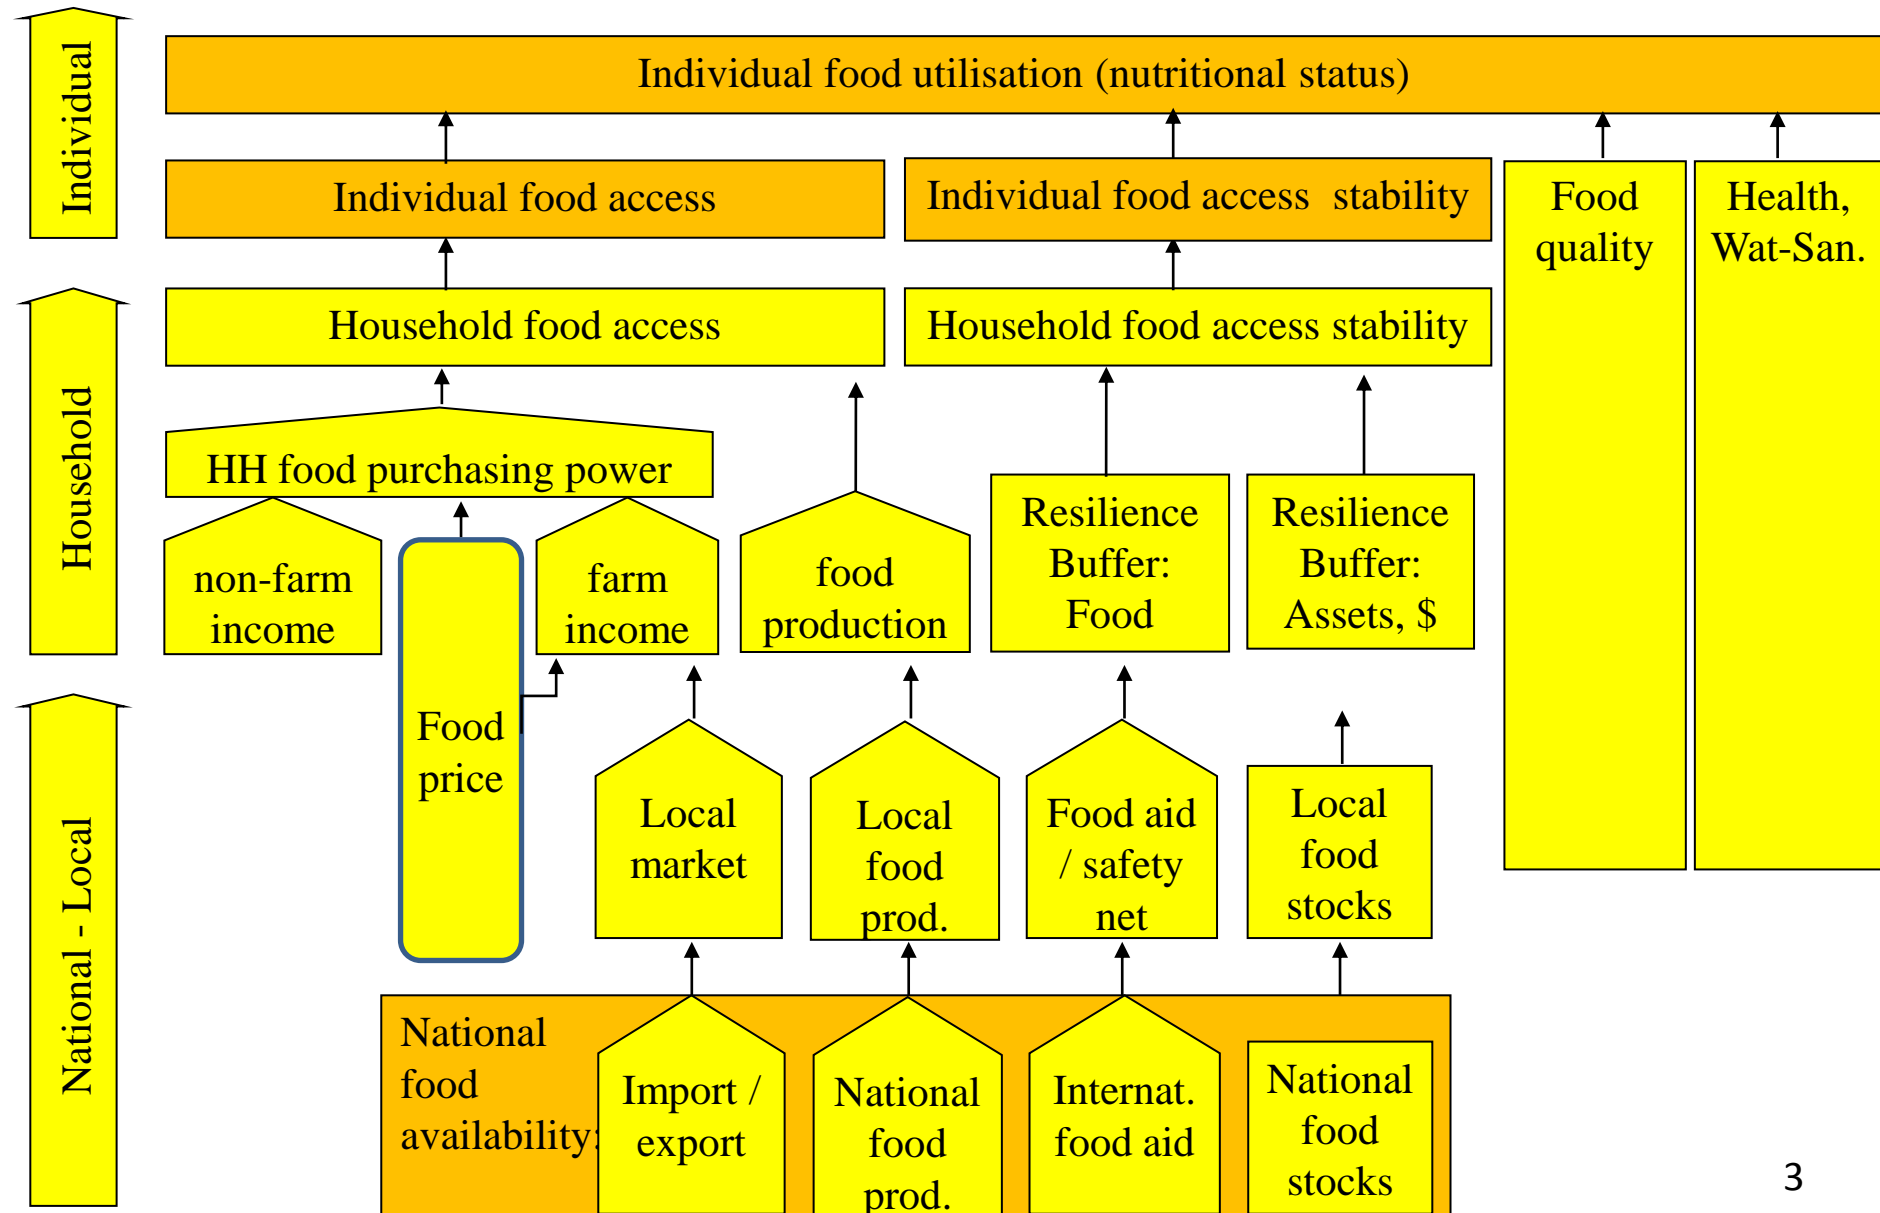 Individual
Individual food utilisation (nutritional status)
Individual food access
Individual food access stability
Food
quality
Health,
Wat-San.
Household
Household food access
Household food access stability
HH food purchasing power
non-farm
income
farm
income
food
production
Resilience
Buffer:
Food
Resilience
Buffer:
Assets, $
National - Local
Food
price
Local
market
Local
food
prod.
Food aid
/ safety
net
Local
food
stocks
National
food
availability:
Import /
export
National
food
prod.
Internat.
food aid
National
food
stocks
3